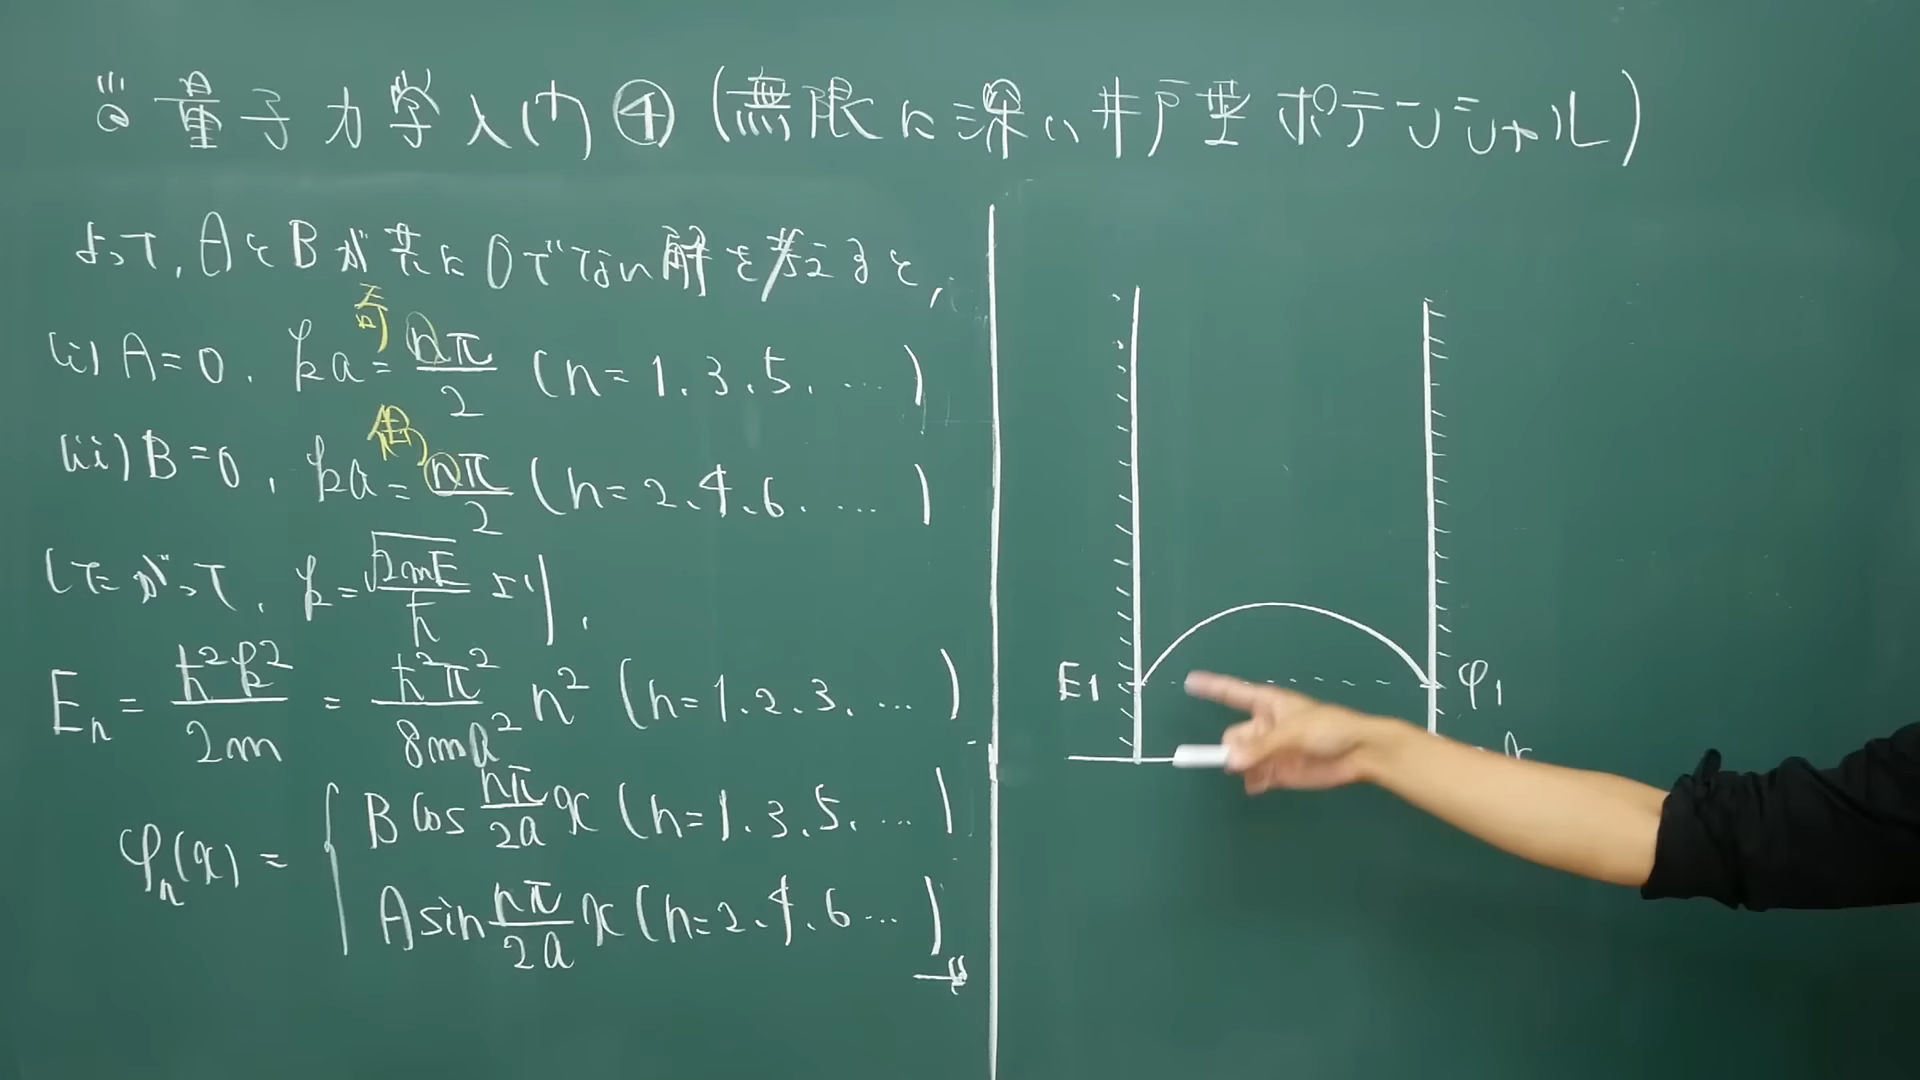 ◎量子力学入門④(無限に深い井戸型ポテンシャル)
よって、AとBが共に0でない解を考えると、
(i) A=0, ka = nπ/2 (n=1.3.5. …)
奇
(ii) B=0, ka = nπ/2 (n=2.4.6. …)
偶
したがって、k=√2mE/ħ より、
En = ħ²k²/2m = ħ²π²/8ma² n² (n=1.2.3. …)
φn(x) = { B cos nπ/2a x (n=1.3.5. …)
A sin nπ/2a x (n=2.4.6 …)
E1
φ1